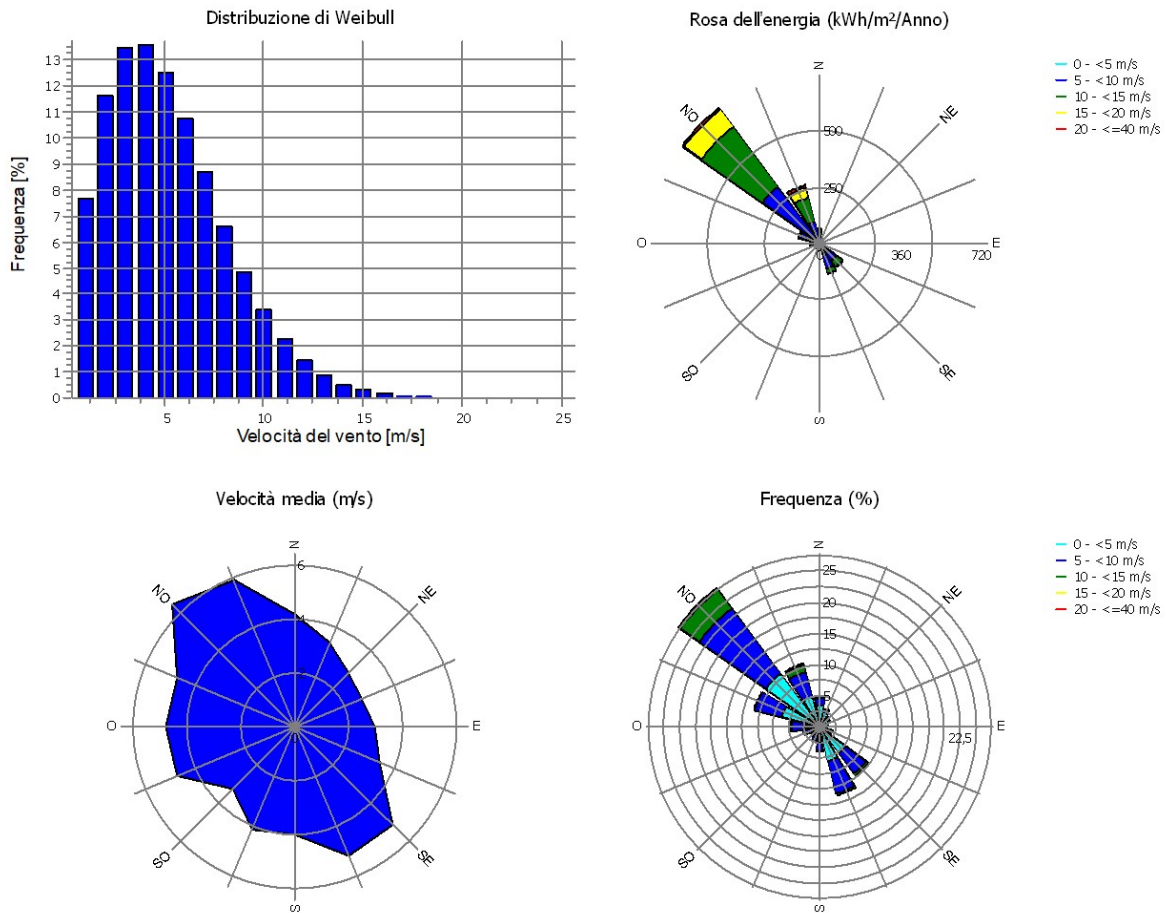 Distribuzione di Weibull
Frequenza [%]
13
12
11
10
9
8
7
6
5
4
3
2
1
0
5
10
15
20
25
Velocità del vento [m/s]
Rosa dell'energia (kWh/m²/Anno)
0 - <5 m/s
5 - <10 m/s
10 - <15 m/s
15 - <20 m/s
20 - <=40 m/s
N
NO
NE
500
250
O
0
360
720
E
SO
SE
S
Velocità media (m/s)
N
6
NO
NE
4
2
O
E
SO
SE
S
Frequenza (%)
0 - <5 m/s
5 - <10 m/s
10 - <15 m/s
15 - <20 m/s
20 - <=40 m/s
N
NO
NE
25
20
15
10
5
O
22,5
E
SO
SE
S